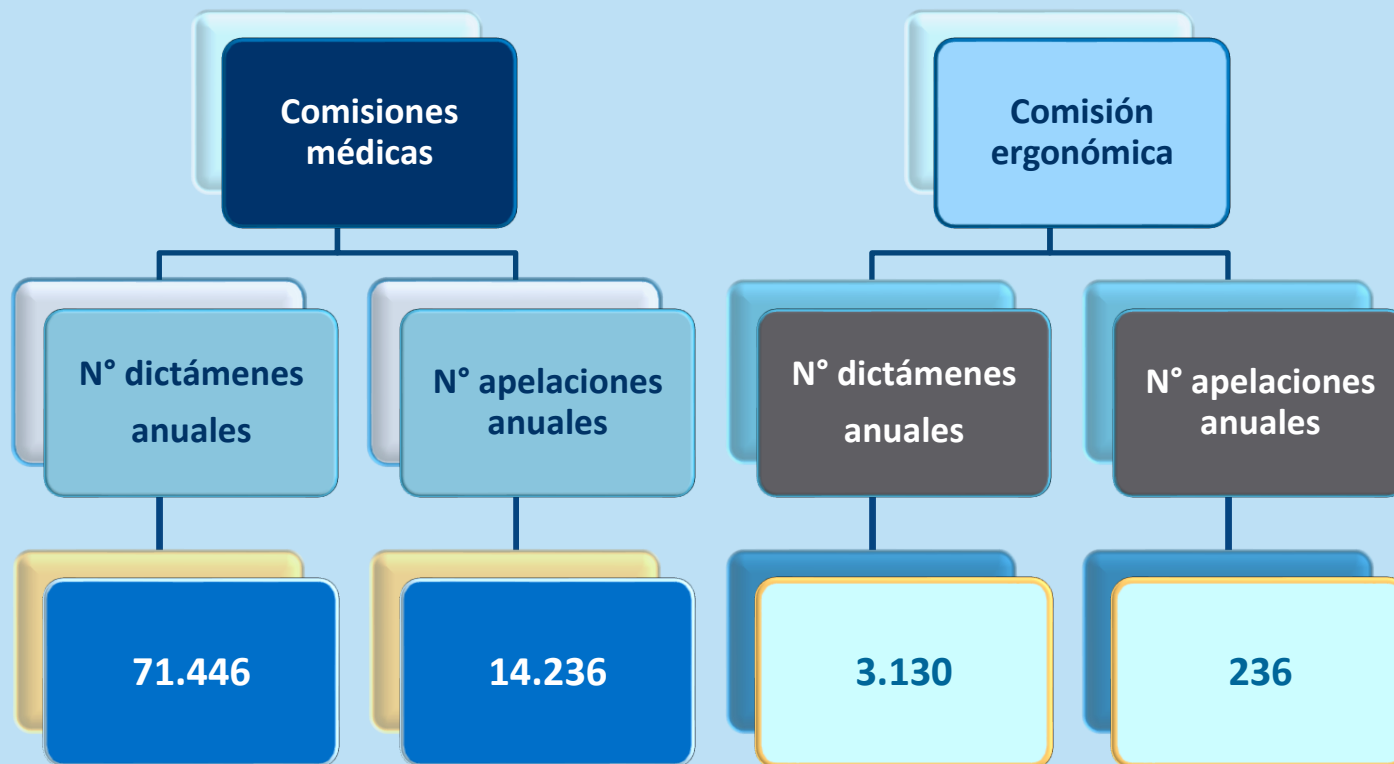 Comisiones
médicas
Comisión
ergonómica
N° dictámenes
anuales
N° apelaciones
anuales
N° dictámenes
anuales
N° apelaciones
anuales
71.446
14.236
3.130
236